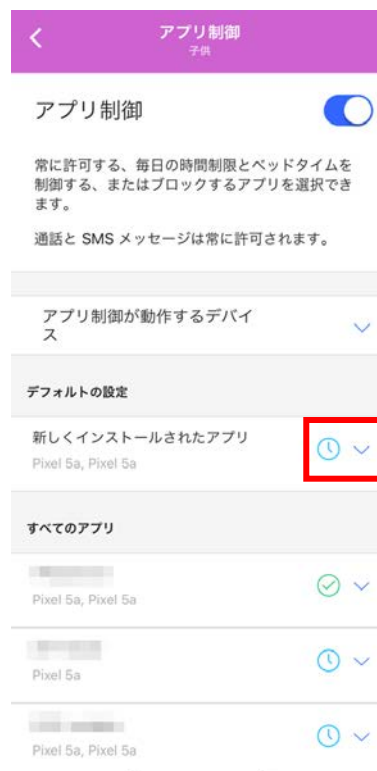 アプリ制御
子供
アプリ制御
常に許可する、毎日の時間制限とベッドタイムを
制御する、またはブロックするアプリを選択でき
ます。
通話と SMS メッセージは常に許可されます。
アプリ制御が動作するデバイ
ス
デフォルトの設定
新しくインストールされたアプリ
Pixel 5a, Pixel 5a
すべてのアプリ
Pixel 5a, Pixel 5a
Pixel 5a
Pixel 5a, Pixel 5a